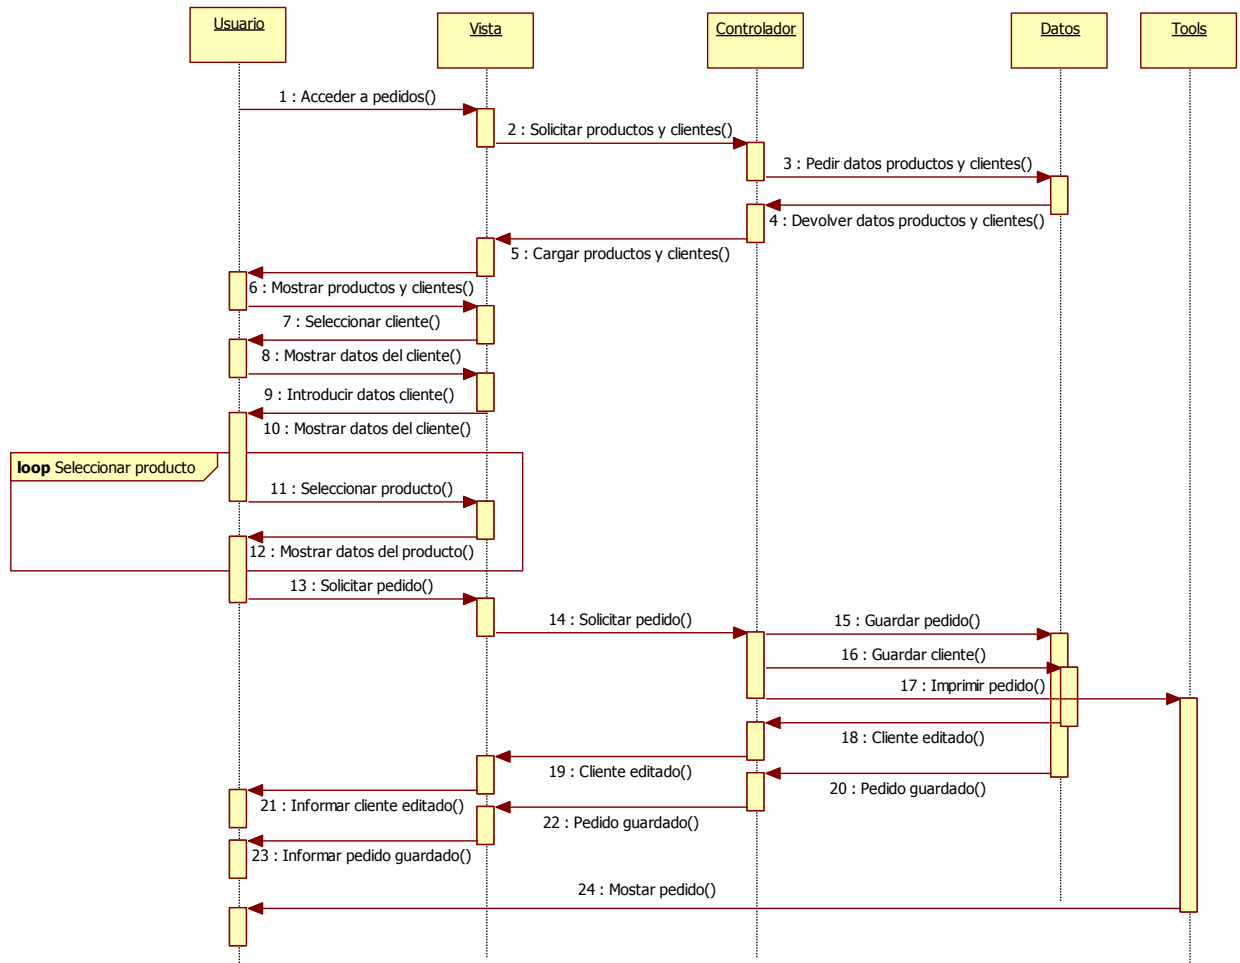 Usuario
Vista
Controlador
Datos
Tools
1 : Acceder a pedidos()
2 : Solicitar productos y clientes()
3 : Pedir datos productos y clientes()
4 : Devolver datos productos y clientes()
5 : Cargar productos y clientes()
6 : Mostrar productos y clientes()
7 : Seleccionar cliente()
8 : Mostrar datos del cliente()
9 : Introducir datos cliente()
10 : Mostrar datos del cliente()
loop Seleccionar producto
11 : Seleccionar producto()
12 : Mostrar datos del producto()
13 : Solicitar pedido()
14 : Solicitar pedido()
15 : Guardar pedido()
16 : Guardar cliente()
17 : Imprimir pedido()
18 : Cliente editado()
19 : Cliente editado()
20 : Pedido guardado()
21 : Informar cliente editado()
22 : Pedido guardado()
23 : Informar pedido guardado()
24 : Mostar pedido()